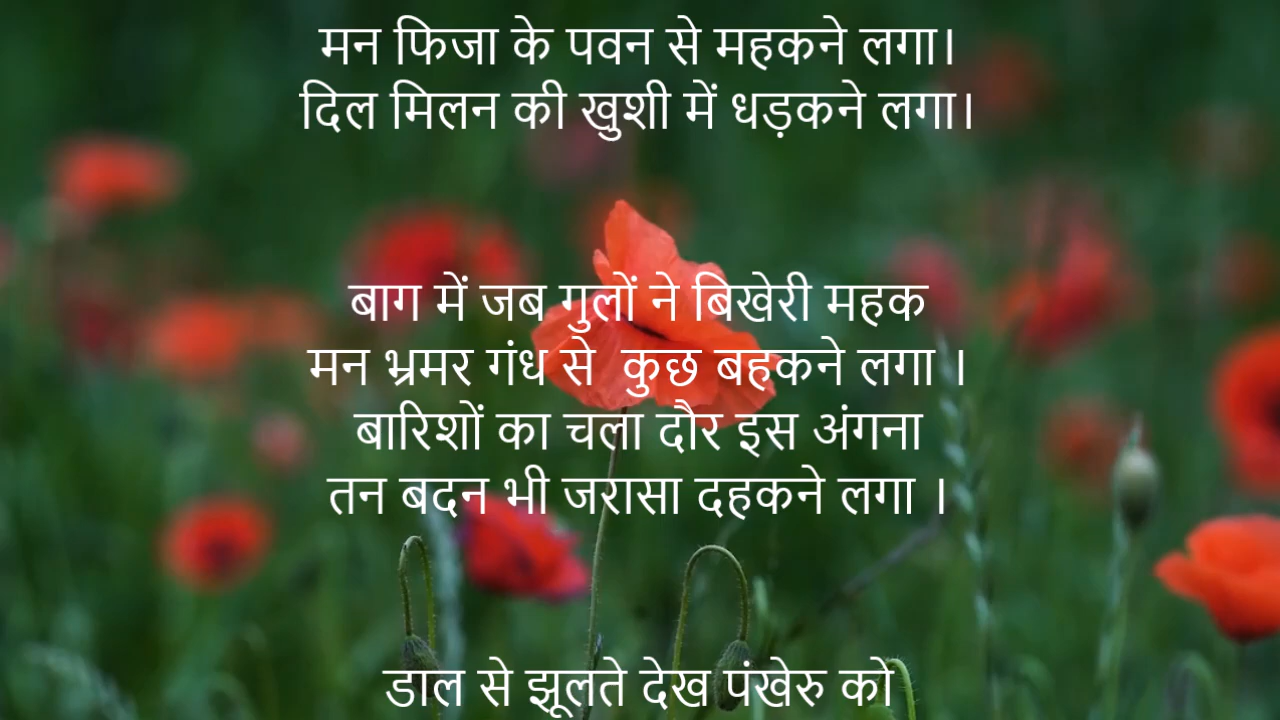 मन फिजा के पवन से महकने लगा।
दिल मिलन की खुशी में धड़कने लगा।
बाग में जब गुलों ने बिखेरी महक
मन भ्रमर गंध से  कुछ बहकने लगा ।
बारिशों का चला दौर इस अंगना
तन बदन भी जरासा दहकने लगा ।
डाल से झूलते देख पंखेरु को